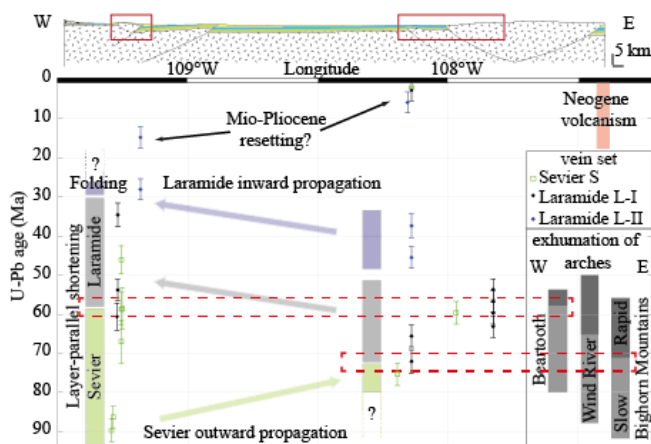 W
E
5 km
109°W
Longitude
108°W
0
10
20
30
40
50
60
70
80
90
U-Pb age (Ma)
Mio-Pliocene
resetting?
Neogene
volcanism
?
Folding
Laramide inward propagation
vein set
Sevier S
Laramide L-I
Laramide L-II
exhumation of
arches
W
E
Layer-parallel shortening
Laramide
Sevier
Beartooth
Wind River
Slow
Rapid
Bighorn Mountains
?
Sevier outward propagation